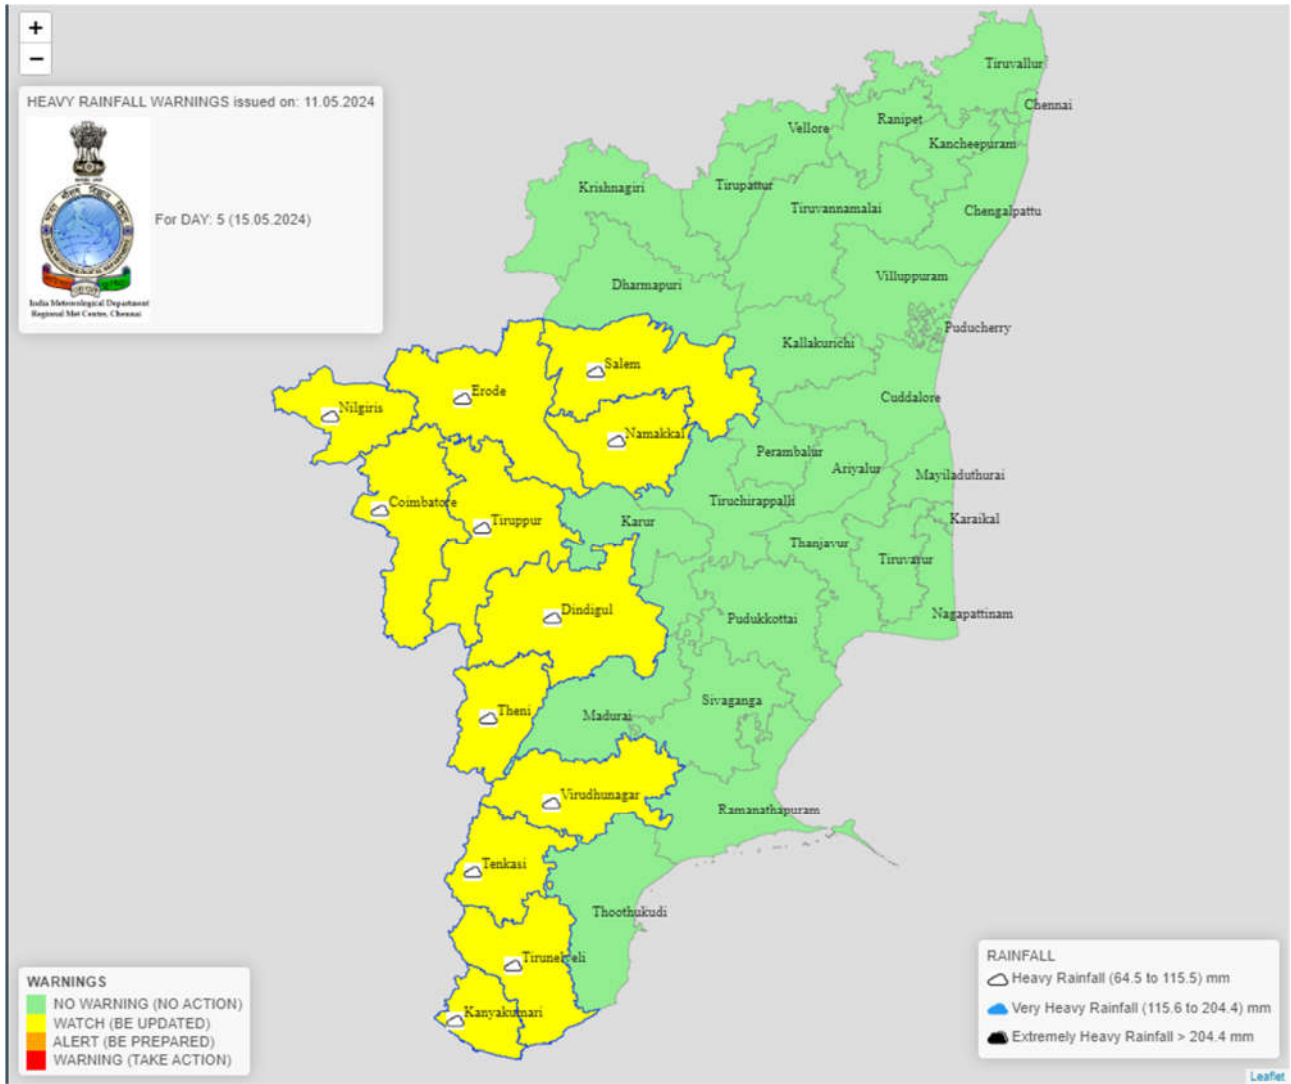 +
−
HEAVY RAINFALL WARNINGS issued on: 11.05.2024
For DAY: 5 (15.05.2024)
India Meteorological Department
Regional Met Centre, Chennai
Tiruvallur
Chennai
Ranipet
Vellore
Kancheepuram
Krishnagiri
Tirupattur
Tiruvannamalai
Chengalpattu
Villuppuram
Dharmapuri
Puducherry
Kallakurichi
Salem
Erode
Cuddalore
Nilgiris
Namakkal
Perambalur
Ariyalur
Mayiladuthurai
Coimbatore
Tiruchirappalli
Tiruppur
Karur
Karaikal
Thanjavur
Tiruvarur
Dindigul
Nagapattinam
Pudukkottai
Sivaganga
Theni
Madurai
Virudhunagar
Ramanathapuram
Tenkasi
Thoothukudi
Tirunelveli
Kanyakumari
WARNINGS
NO WARNING (NO ACTION)
WATCH (BE UPDATED)
ALERT (BE PREPARED)
WARNING (TAKE ACTION)
RAINFALL
Heavy Rainfall (64.5 to 115.5) mm
Very Heavy Rainfall (115.6 to 204.4) mm
Extremely Heavy Rainfall > 204.4 mm
Leaflet